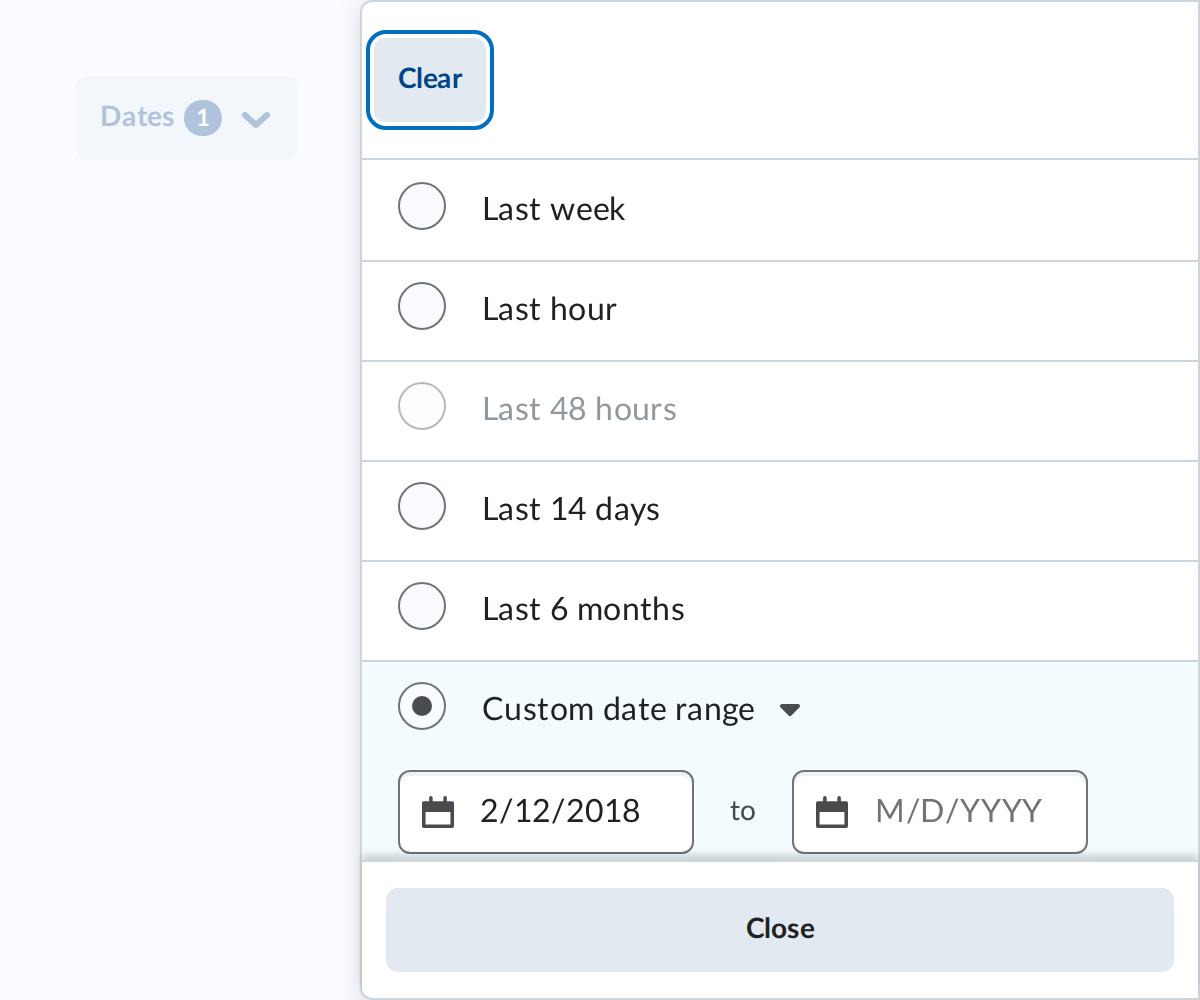 Clear
Dates 1
Last week
Last hour
Last 48 hours
Last 14 days
Last 6 months
Custom date range
2/12/2018 to M/D/YYYY
Close